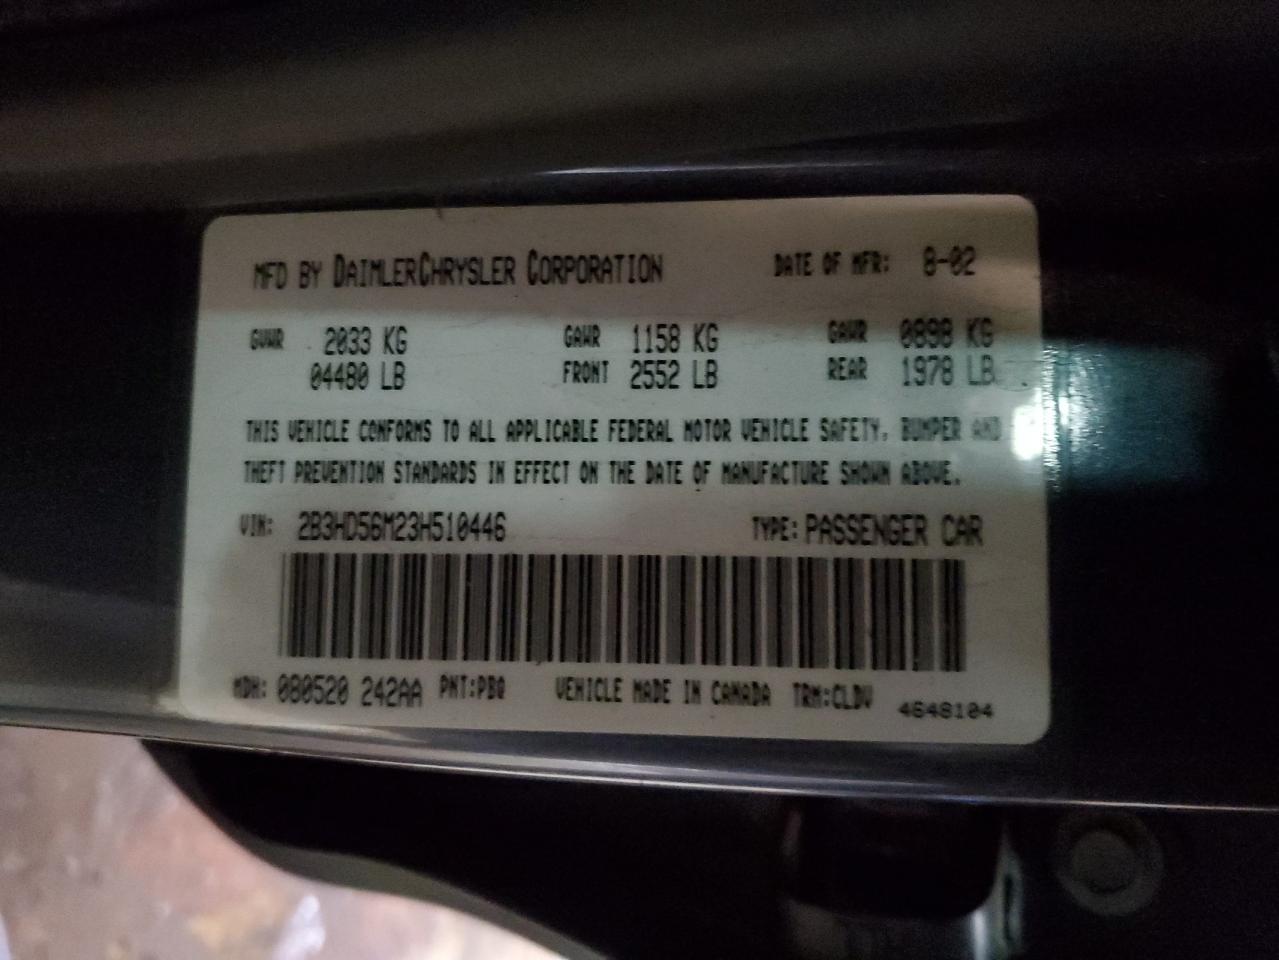 MFD BY DAIMLERCHRYSLER CORPORATION DATE OF MFR: 8-02
GVWR 2033 KG GAWR 1158 KG GAWR 0898 KG
04480 LB FRONT 2552 LB REAR 1978 LB
THIS VEHICLE CONFORMS TO ALL APPLICABLE FEDERAL MOTOR VEHICLE SAFETY, BUMPER AND
THEFT PREVENTION STANDARDS IN EFFECT ON THE DATE OF MANUFACTURE SHOWN ABOVE.
VIN: 2B3HD56M23H510446 TYPE: PASSENGER CAR
MDH: 080520 242AA PNT:PBQ VEHICLE MADE IN CANADA TRM:CLDV 4648104